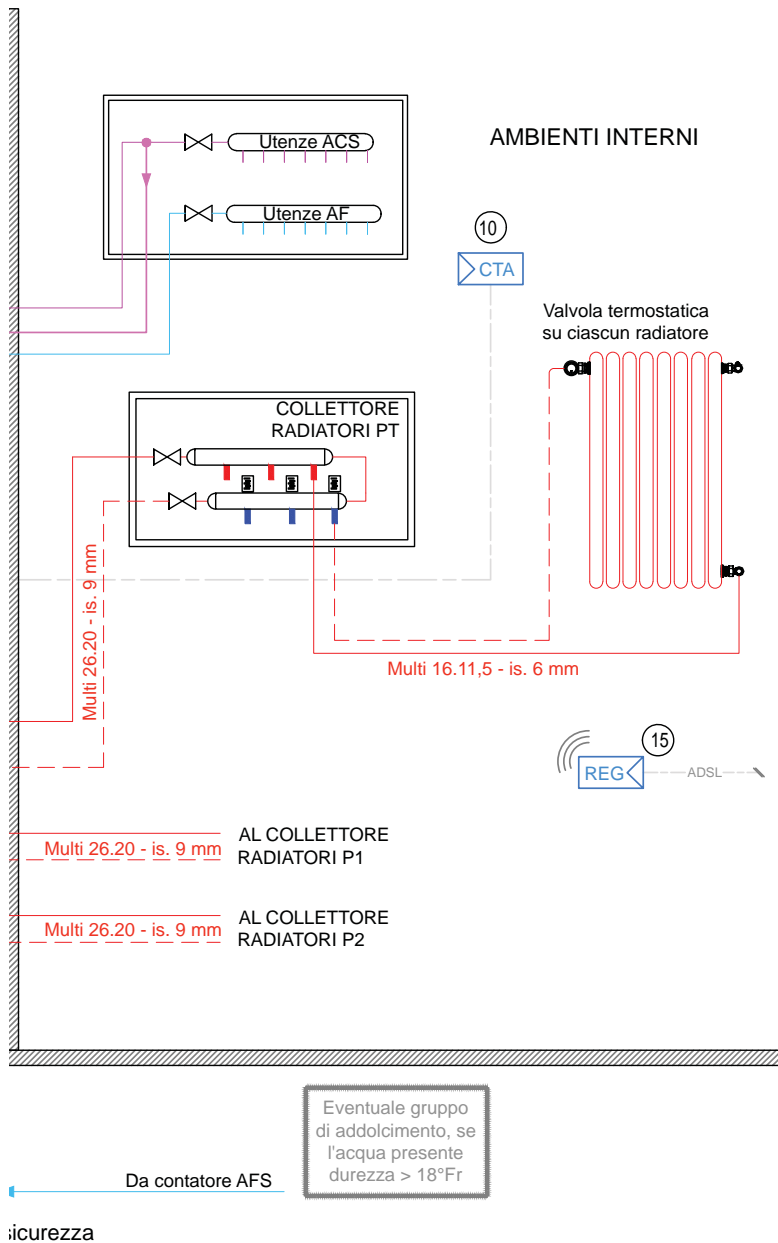 Utenze ACS
AMBIENTI INTERNI
Utenze AF
10
CTA
Valvola termostatica
su ciascun radiatore
COLLETTORE
RADIATORI PT
Multi 26.20 - is. 9 mm
Multi 16.11,5 - is. 6 mm
15
REG
ADSL
AL COLLETTORE
Multi 26.20 - is. 9 mm
RADIATORI P1
AL COLLETTORE
Multi 26.20 - is. 9 mm
RADIATORI P2
Eventuale gruppo
di addolcimento, se
l'acqua presente
durezza > 18°Fr
Da contatore AFS
sicurezza